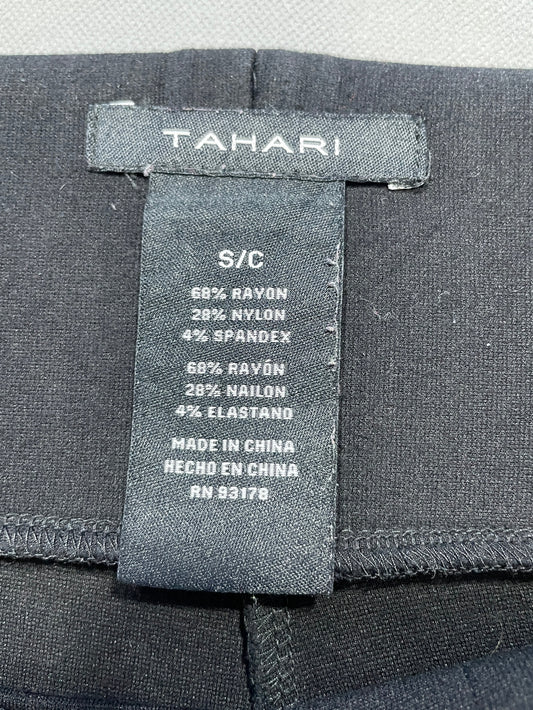 TAHARI
S/C
68% RAYON
28% NYLON
4% SPANDEX
68% RAYÓN
28% NAILON
4% ELASTANO
MADE IN CHINA
HECHO EN CHINA
RN 93178